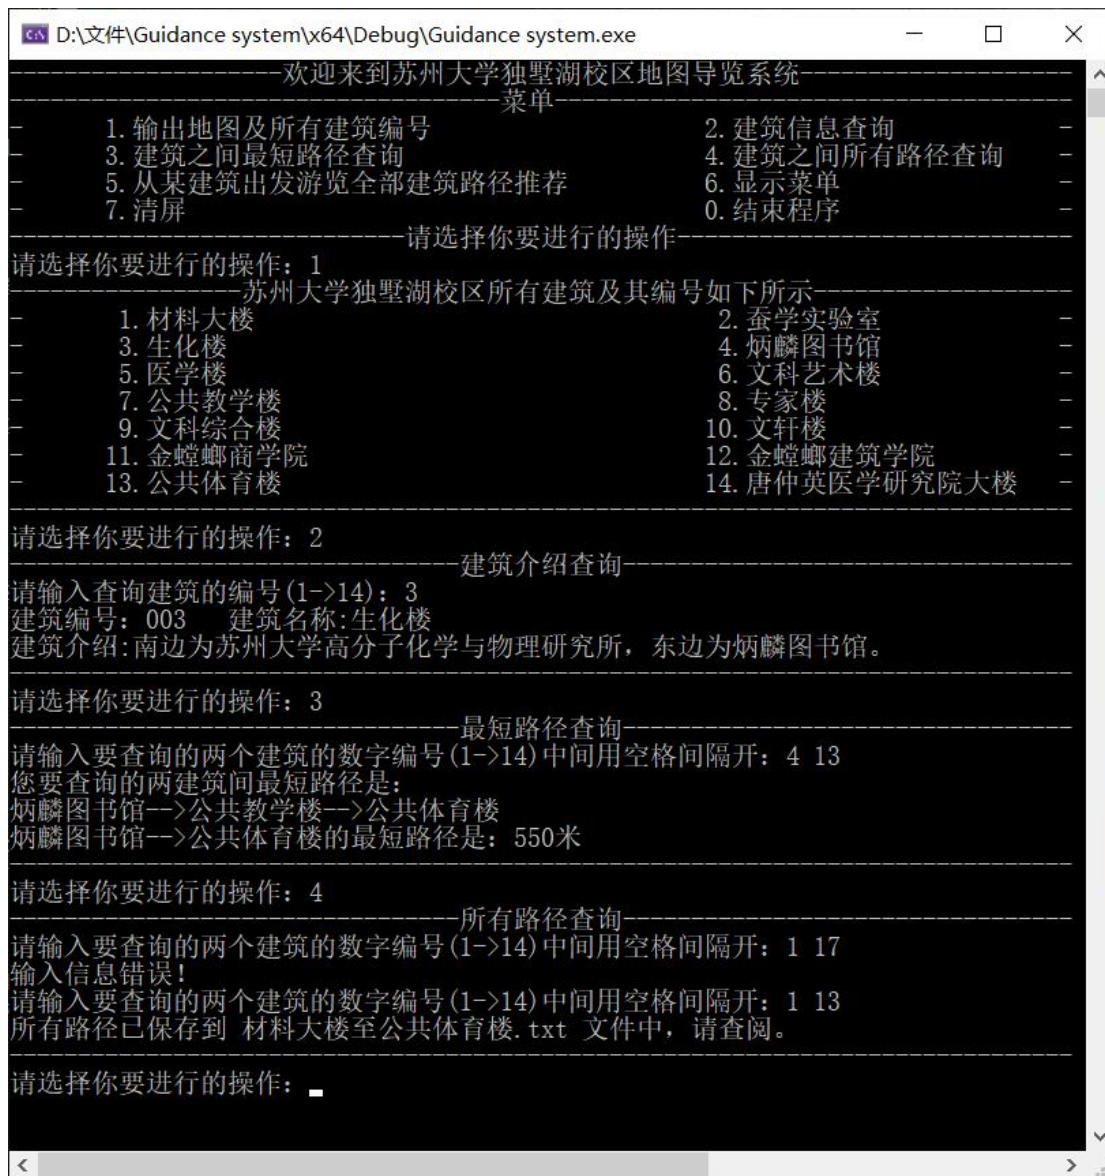 D:\文件\Guidance system\x64\Debug\Guidance system.exe
--------------------欢迎来到苏州大学独墅湖校区地图导览系统--------------------
------------------------------------菜单--------------------------------------
-      1.输出地图及所有建筑编号                    2.建筑信息查询            -
-      3.建筑之间最短路径查询                      4.建筑之间所有路径查询    -
-      5.从某建筑出发游览全部建筑路径推荐          6.显示菜单                -
-      7.清屏                                      0.结束程序                -
-----------------------------请选择你要进行的操作-----------------------------
请选择你要进行的操作：1
-----------------苏州大学独墅湖校区所有建筑及其编号如下所示-------------------
-       1.材料大楼                                  2.蚕学实验室             -
-       3.生化楼                                    4.炳麟图书馆             -
-       5.医学楼                                    6.文科艺术楼             -
-       7.公共教学楼                                8.专家楼                 -
-       9.文科综合楼                               10.文轩楼                 -
-      11.金螳螂商学院                             12.金螳螂建筑学院         -
-      13.公共体育楼                               14.唐仲英医学研究院大楼   -
------------------------------------------------------------------------------
请选择你要进行的操作：2
---------------------------------建筑介绍查询---------------------------------
请输入查询建筑的编号(1->14)：3
建筑编号：003   建筑名称:生化楼
建筑介绍:南边为苏州大学高分子化学与物理研究所，东边为炳麟图书馆。
------------------------------------------------------------------------------
请选择你要进行的操作：3
---------------------------------最短路径查询---------------------------------
请输入要查询的两个建筑的数字编号(1->14)中间用空格间隔开：4 13
您要查询的两建筑间最短路径是：
炳麟图书馆-->公共教学楼-->公共体育楼
炳麟图书馆-->公共体育楼的最短路径是：550米
------------------------------------------------------------------------------
请选择你要进行的操作：4
---------------------------------所有路径查询---------------------------------
请输入要查询的两个建筑的数字编号(1->14)中间用空格间隔开：1 17
输入信息错误!
请输入要查询的两个建筑的数字编号(1->14)中间用空格间隔开：1 13
所有路径已保存到 材料大楼至公共体育楼.txt 文件中，请查阅。
------------------------------------------------------------------------------
请选择你要进行的操作：